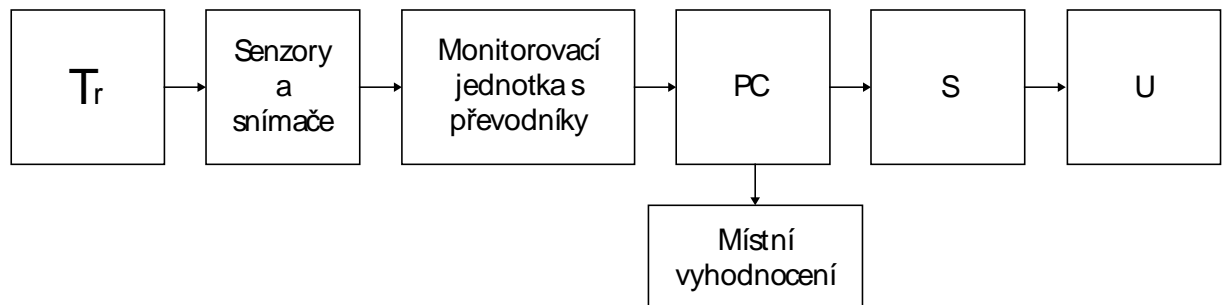 Tr
Senzory
a
snímače
Monitorovací
jednotka s
převodníky
PC
S
U
Místní
vyhodnocení